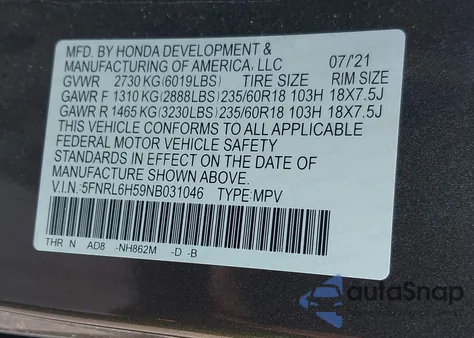 MFD. BY HONDA DEVELOPMENT &
MANUFACTURING OF AMERICA, LLC 07/'21
GVWR 2730 KG (6019LBS) TIRE SIZE RIM SIZE
GAWR F 1310 KG (2888LBS) 235/60R18 103H 18X7.5J
GAWR R 1465 KG (3230LBS) 235/60R18 103H 18X7.5J
THIS VEHICLE CONFORMS TO ALL APPLICABLE
FEDERAL MOTOR VEHICLE SAFETY
STANDARDS IN EFFECT ON THE DATE OF
MANUFACTURE SHOWN ABOVE.
V.I.N.:5FNRL6H59NB031046 TYPE:MPV
THR N AD8 -NH862M -D -B
autoSnap